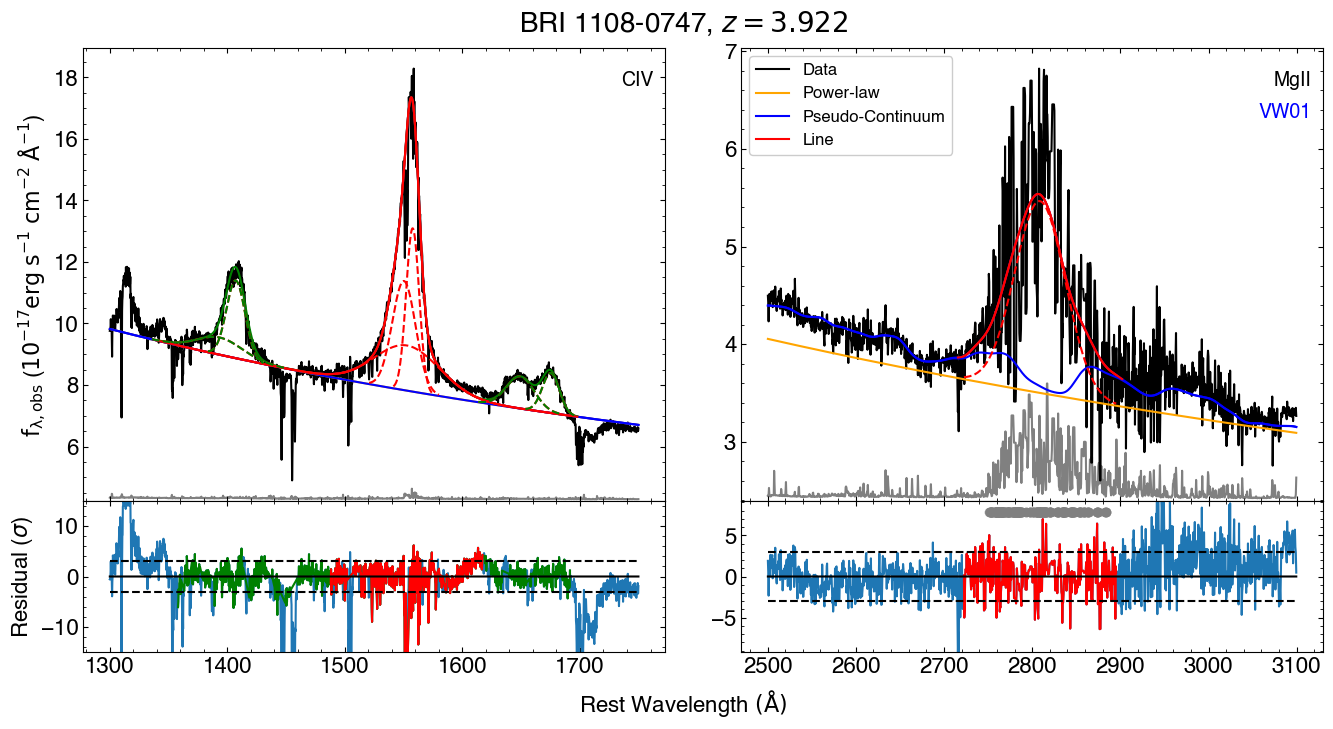 BRI 1108-0747, z = 3.922
CIV
18
16
14
12
10
8
6
f_λ,obs (10^−17 erg s^−1 cm^−2 Å^−1)
10
0
−10
Residual (σ)
1300 1400 1500 1600 1700
Data
Power-law
Pseudo-Continuum
Line
MgII
VW01
7
6
5
4
3
5
0
−5
2500 2600 2700 2800 2900 3000 3100
Rest Wavelength (Å)